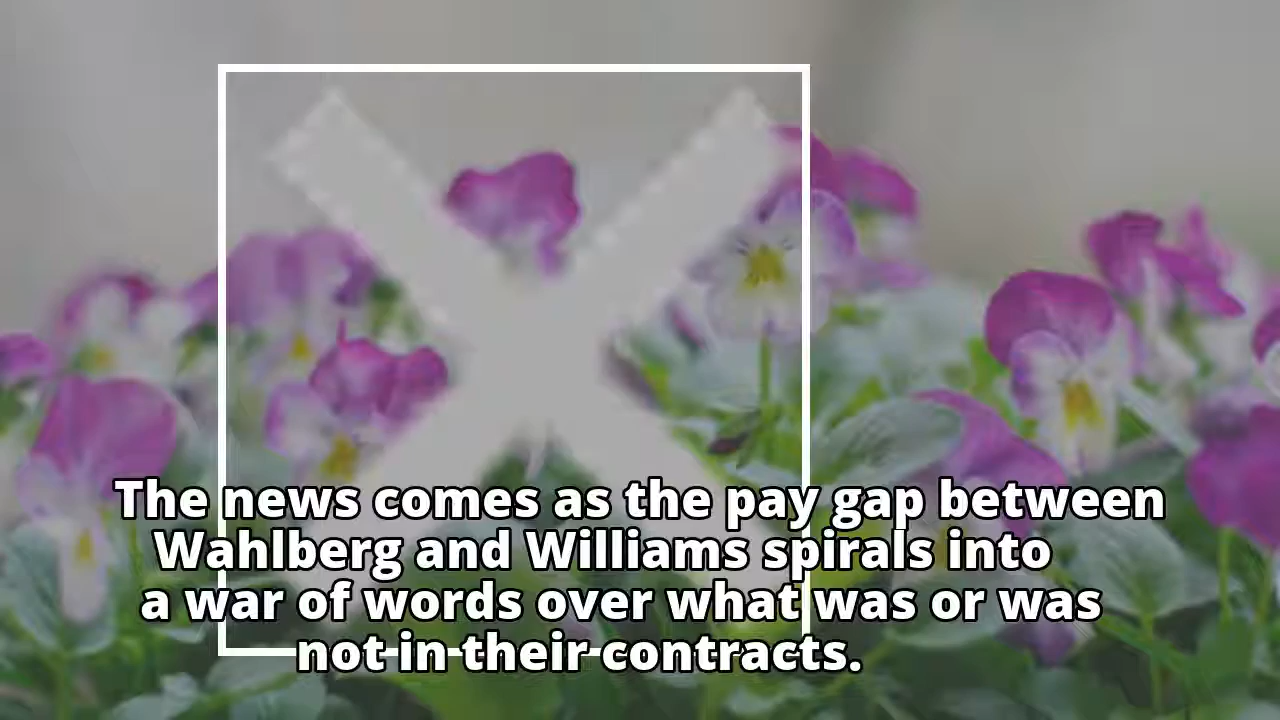 The news comes as the pay gap between
Wahlberg and Williams spirals into
a war of words over what was or was
not in their contracts.